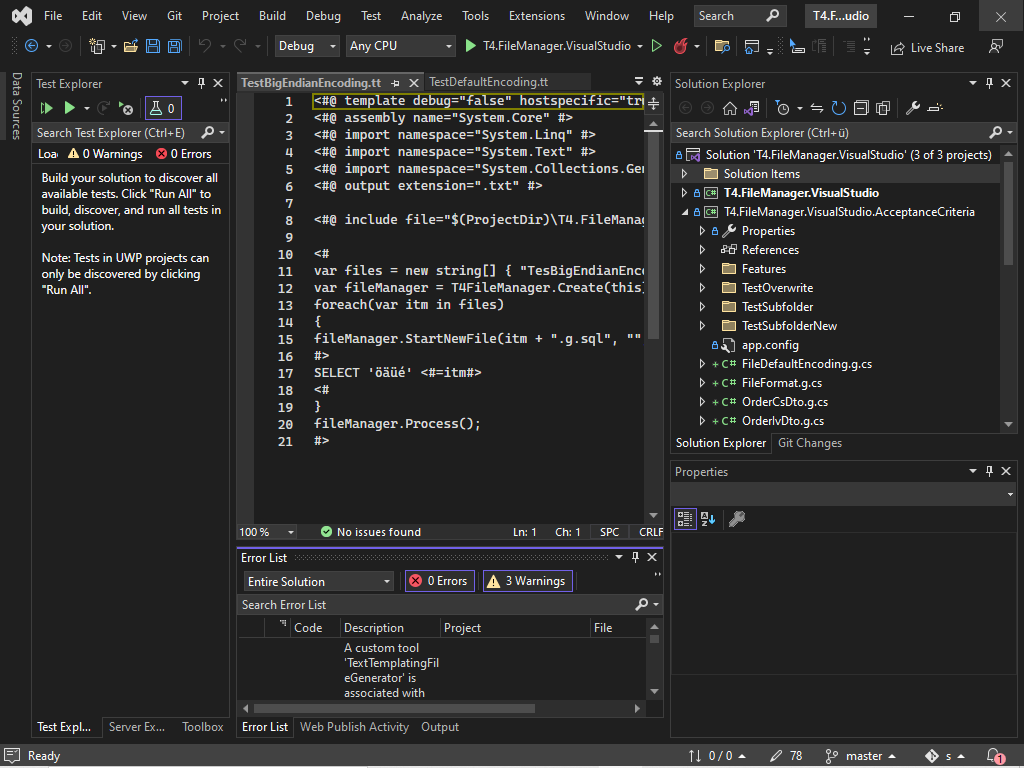 File Edit View Git Project Build Debug Test Analyze Tools Extensions Window Help Search T4.F...udio
Debug Any CPU T4.FileManager.VisualStudio Live Share
Data Sources
Test Explorer
0
Search Test Explorer (Ctrl+E)
0 Warnings 0 Errors
Build your solution to discover all
available tests. Click "Run All" to
build, discover, and run all tests in
your solution.
Note: Tests in UWP projects can
only be discovered by clicking
"Run All".
Test Expl... Server Ex... Toolbox
TestBigEndianEncoding.tt TestDefaultEncoding.tt
1 <#@ template debug="false" hostspecific="tr
2 <#@ assembly name="System.Core" #>
3 <#@ import namespace="System.Linq" #>
4 <#@ import namespace="System.Text" #>
5 <#@ import namespace="System.Collections.Gen
6 <#@ output extension=".txt" #>
7
8 <#@ include file="$(ProjectDir)\T4.FileManag
9
10 <#
11 var files = new string[] { "TesBigEndianEnc
12 var fileManager = T4FileManager.Create(this
13 foreach(var itm in files)
14 {
15 fileManager.StartNewFile(itm + ".g.sql", ""
16 #>
17 SELECT 'öäüé' <#=itm#>
18 <#
19 }
20 fileManager.Process();
21 #>
100 % No issues found Ln: 1 Ch: 1 SPC CRLF
Error List
Entire Solution 0 Errors 3 Warnings
Search Error List
Code Description Project File
A custom tool
'TextTemplatingFil
eGenerator' is
associated with
Error List Web Publish Activity Output
Solution Explorer
Search Solution Explorer (Ctrl+ü)
Solution 'T4.FileManager.VisualStudio' (3 of 3 projects)
Solution Items
C# T4.FileManager.VisualStudio
C# T4.FileManager.VisualStudio.AcceptanceCriteria
Properties
References
Features
TestOverwrite
TestSubfolder
TestSubfolderNew
app.config
+ C# FileDefaultEncoding.g.cs
+ C# FileFormat.g.cs
+ C# OrderCsDto.g.cs
+ C# OrderIvDto.g.cs
Solution Explorer Git Changes
Properties
Ready 0 / 0 78 master s 1